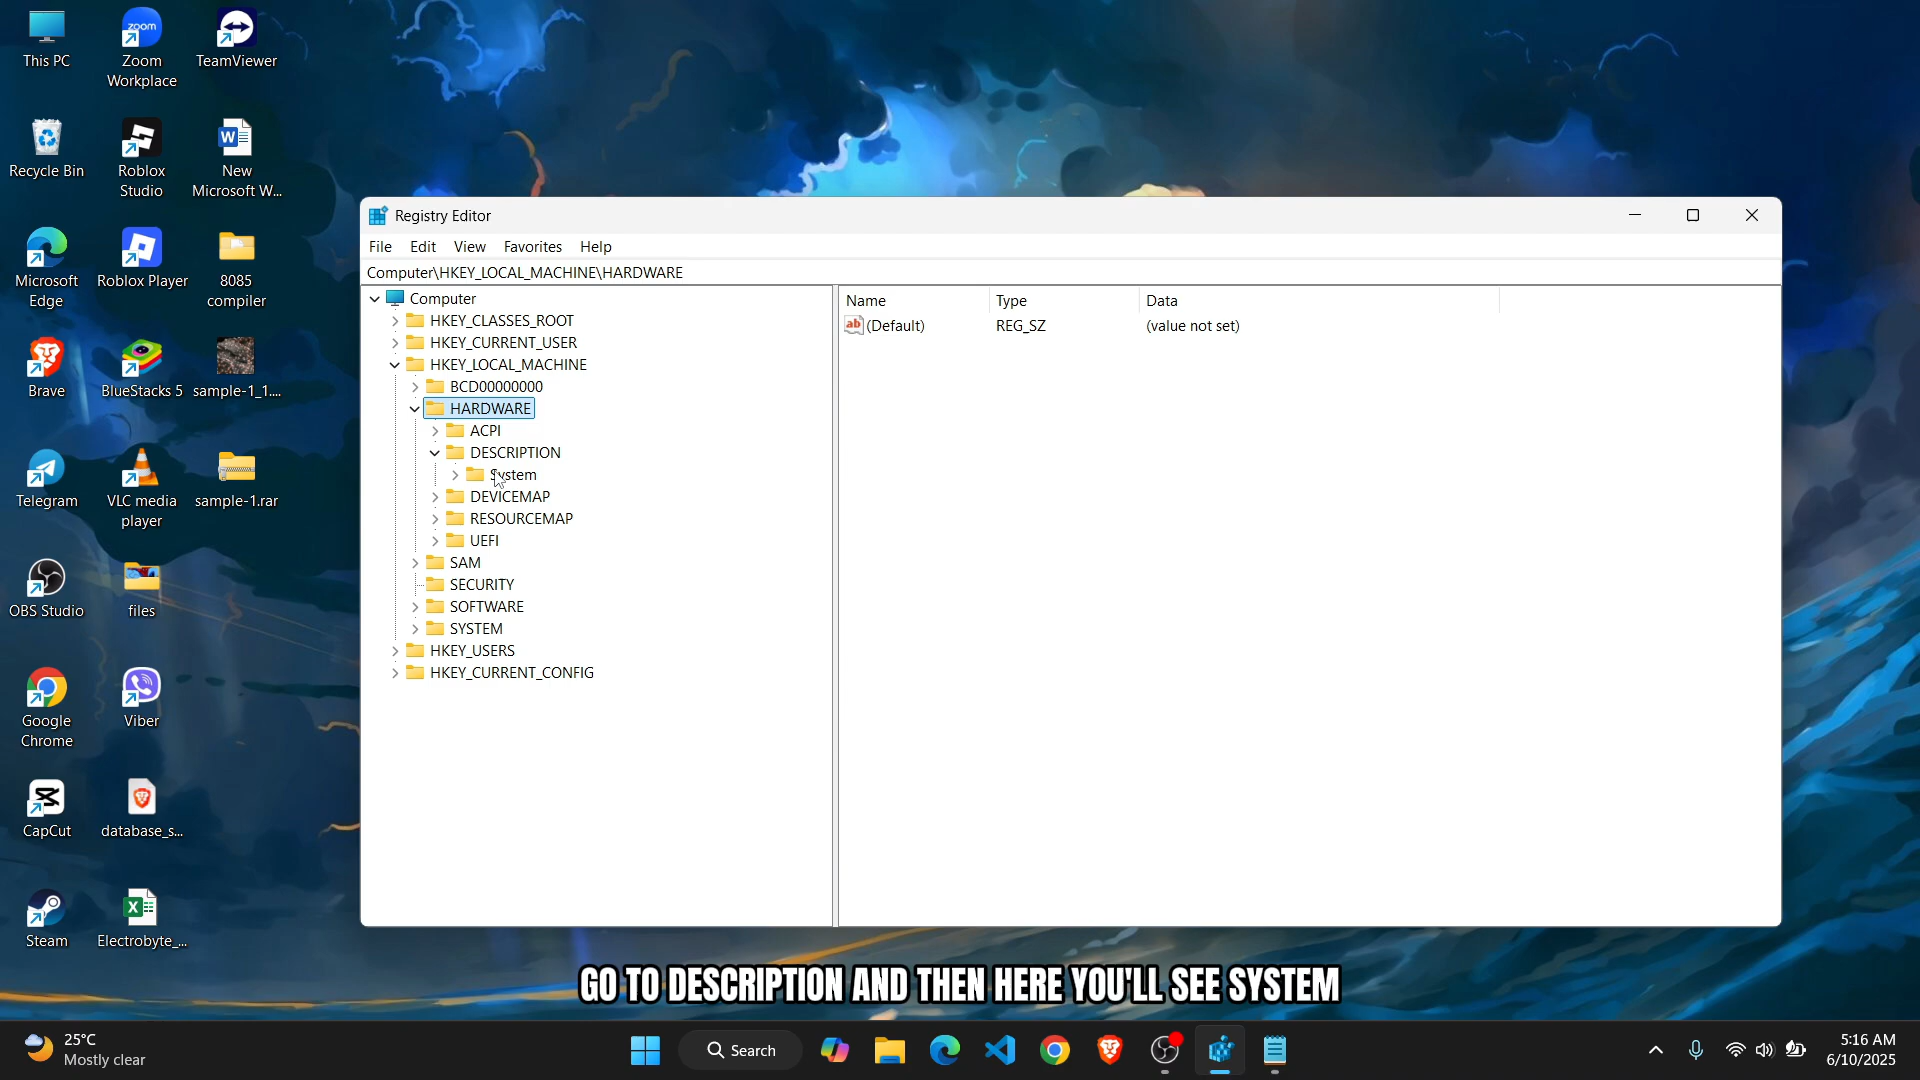 This PC
Zoom
Workplace
TeamViewer
Recycle Bin
Roblox
Studio
New
Microsoft W...
Microsoft
Edge
Roblox Player
8085
compiler
Brave
BlueStacks 5
sample-1_1....
Telegram
VLC media
player
sample-1.rar
OBS Studio
files
Google
Chrome
Viber
CapCut
database_s...
Steam
Electrobyte_...
Registry Editor
File Edit View Favorites Help
Computer\HKEY_LOCAL_MACHINE\HARDWARE
Computer
HKEY_CLASSES_ROOT
HKEY_CURRENT_USER
HKEY_LOCAL_MACHINE
BCD00000000
HARDWARE
ACPI
DESCRIPTION
System
DEVICEMAP
RESOURCEMAP
UEFI
SAM
SECURITY
SOFTWARE
SYSTEM
HKEY_USERS
HKEY_CURRENT_CONFIG
Name Type Data
(Default) REG_SZ (value not set)
GO TO DESCRIPTION AND THEN HERE YOU'LL SEE SYSTEM
25°C
Mostly clear
Search
5:16 AM
6/10/2025